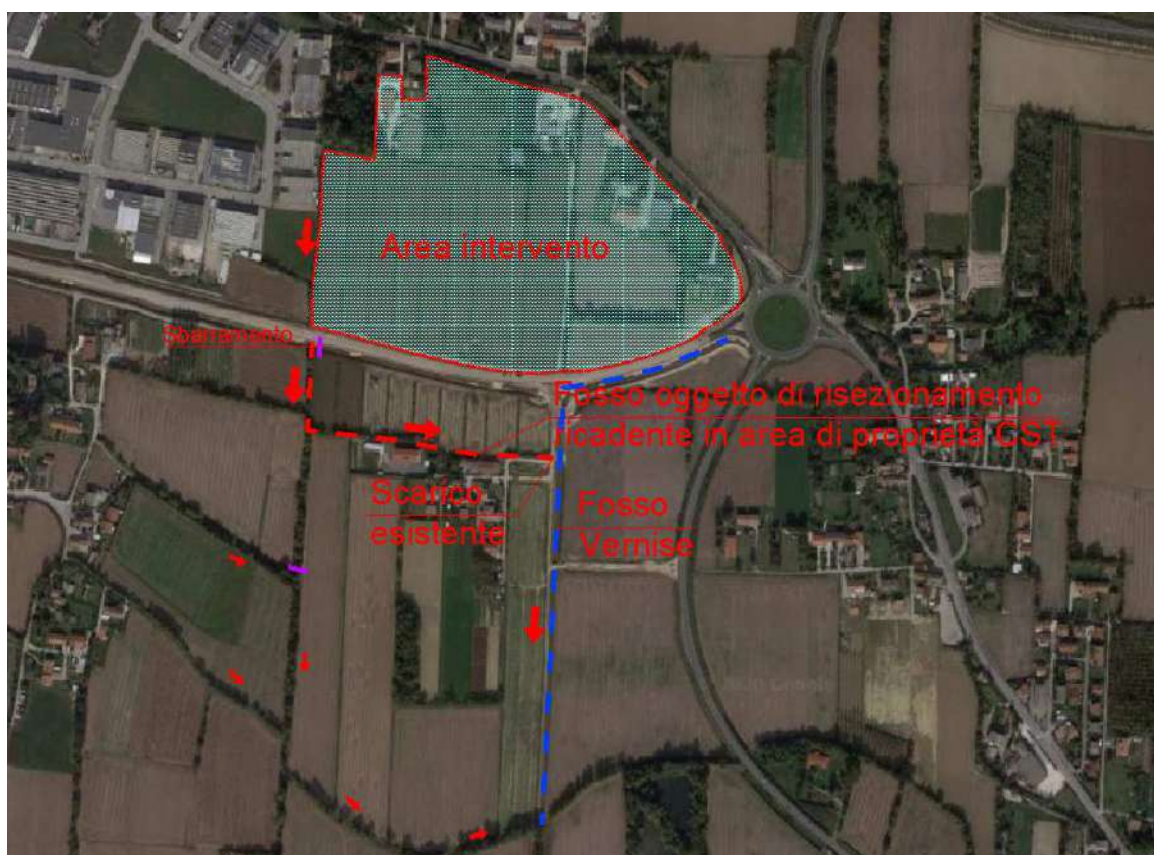 Area intervento
Sbarramento
Fosso oggetto di risezionamento
ricadente in area di proprietà CST
Scarico
esistente
Fosso
Vernise